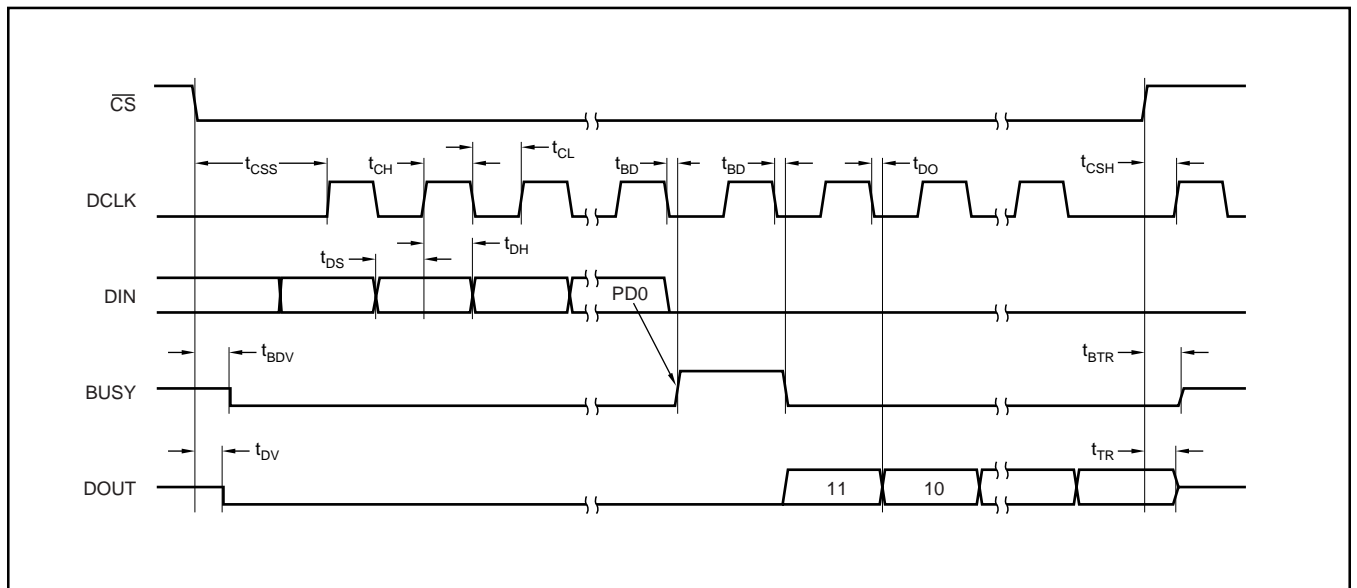 CS
tCSS
tCH
tCL
tBD
tBD
tDO
tCSH
DCLK
tDS
tDH
DIN
PD0
tBDV
tBTR
BUSY
tDV
tTR
DOUT
11
10